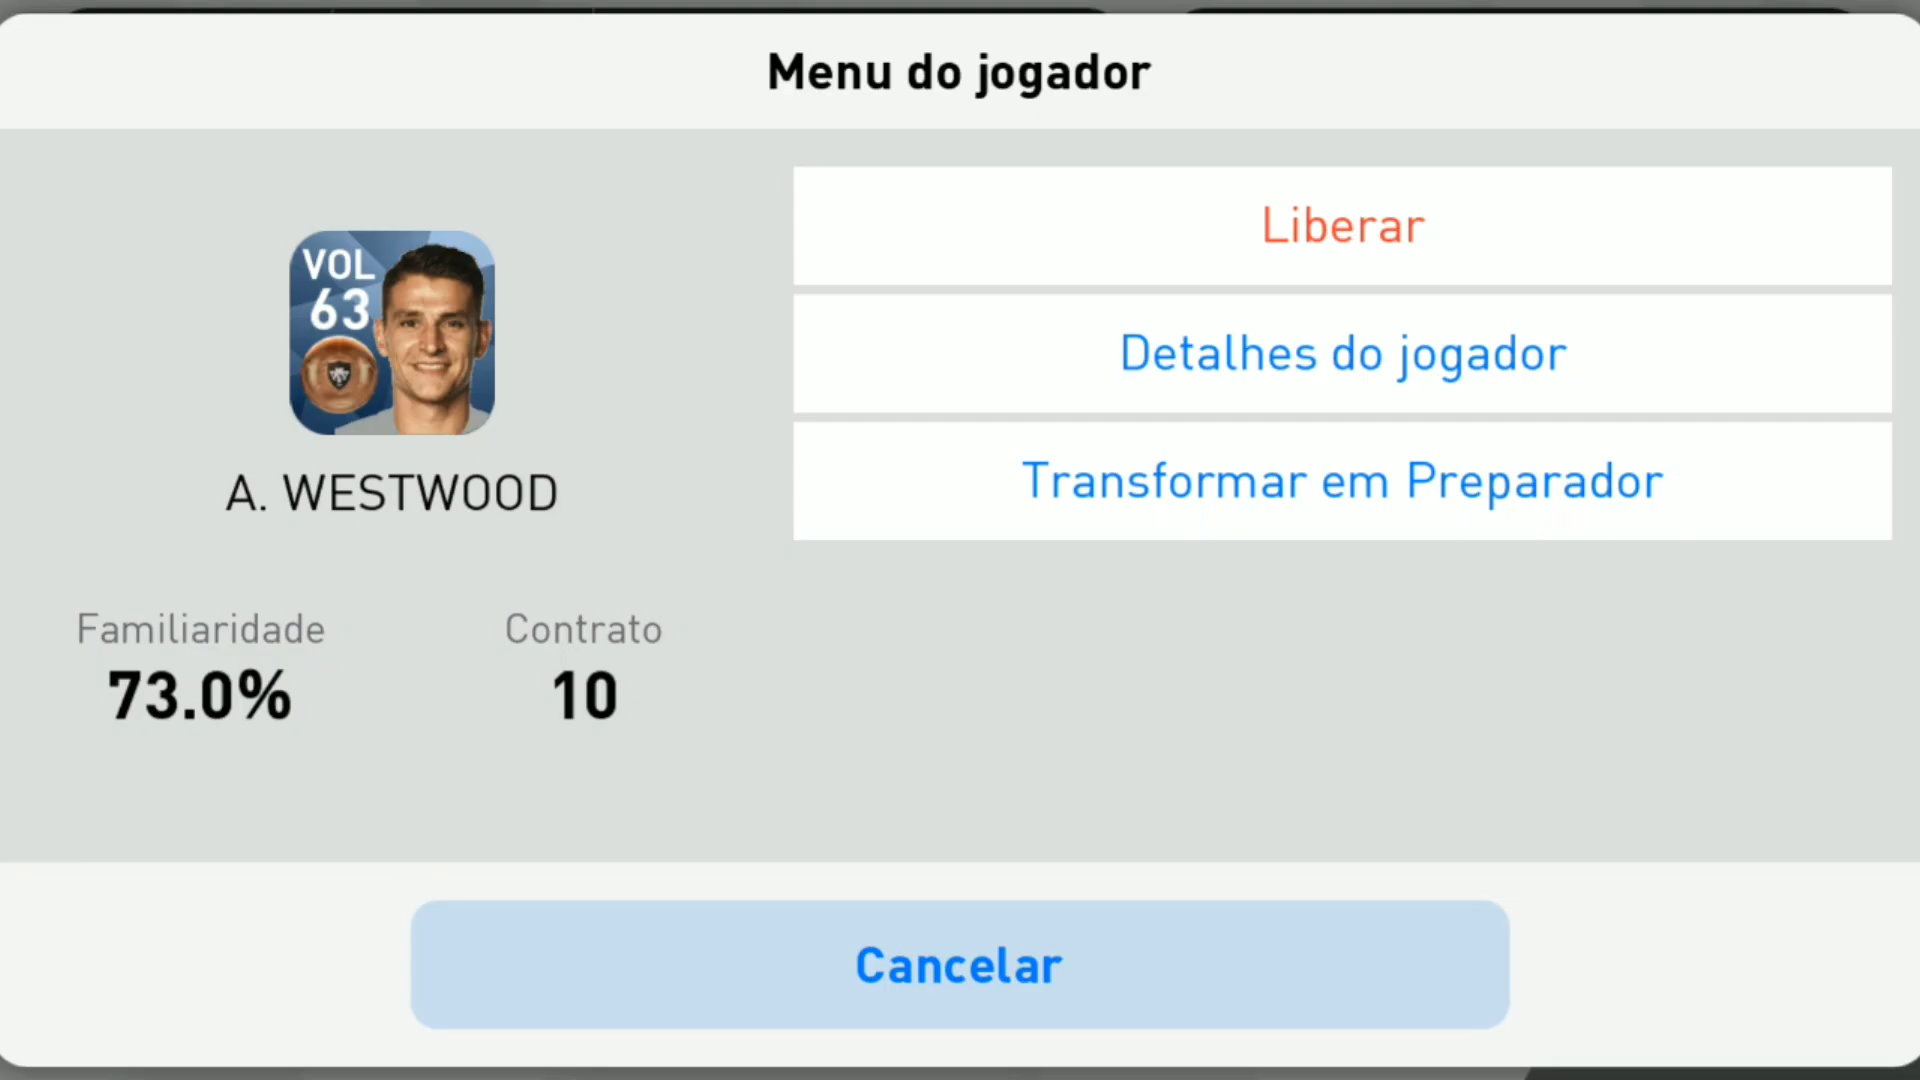 Menu do jogador
VOL
63
A. WESTWOOD
Familiaridade
73.0%
Contrato
10
Liberar
Detalhes do jogador
Transformar em Preparador
Cancelar